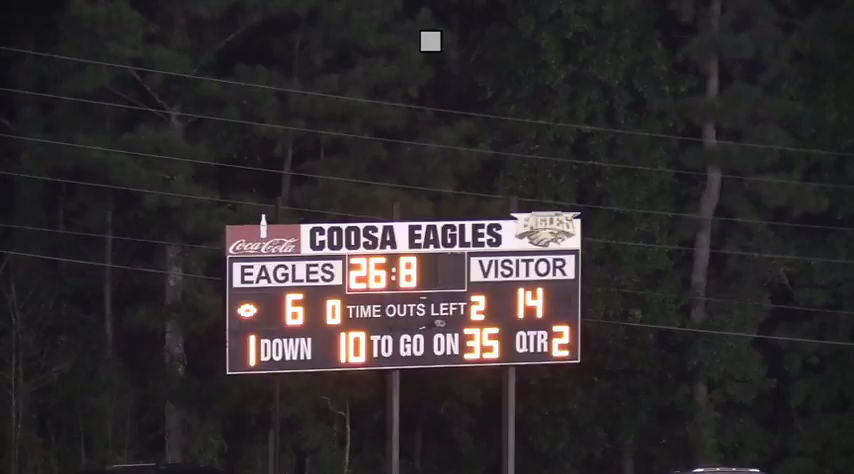 Coca-Cola COOSA EAGLES EAGLES
EAGLES 26:8 VISITOR
6 0 TIME OUTS LEFT 2 14
1 DOWN 10 TO GO ON 35 QTR 2